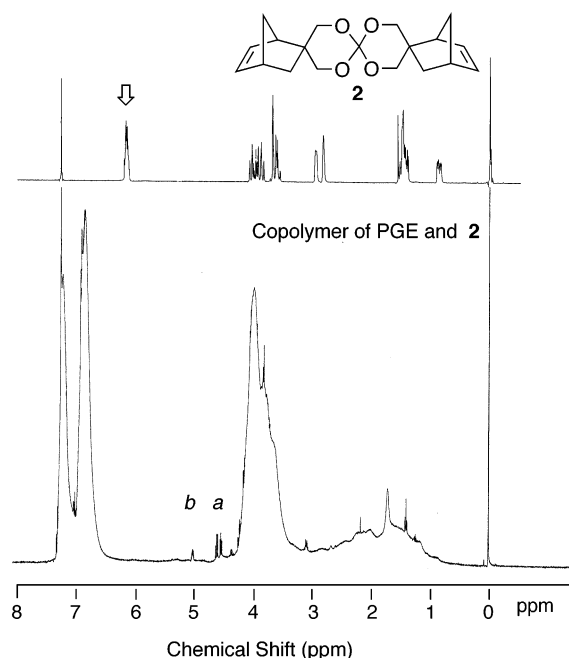 O O
O O
2
Copolymer of PGE and 2
b a
8 7 6 5 4 3 2 1 0 ppm
Chemical Shift (ppm)